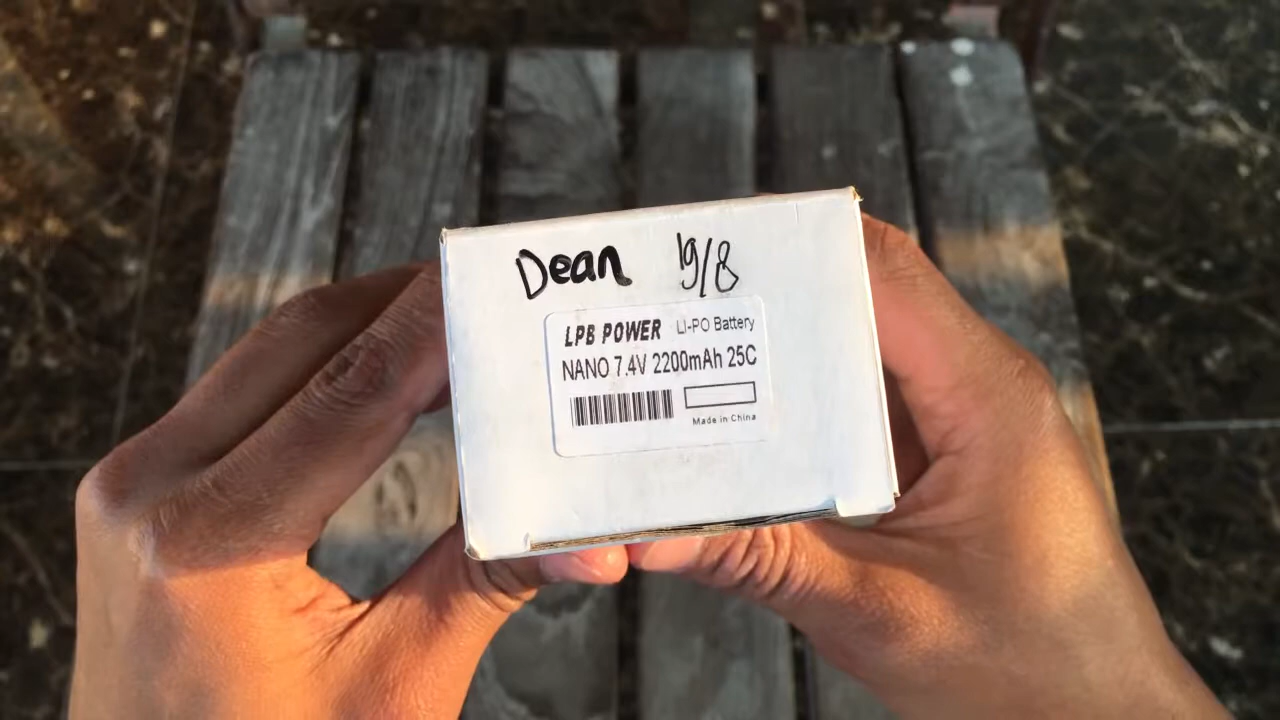 Dean 19/8
LPB POWER LI-PO Battery
NANO 7.4V 2200mAh 25C
Made in China